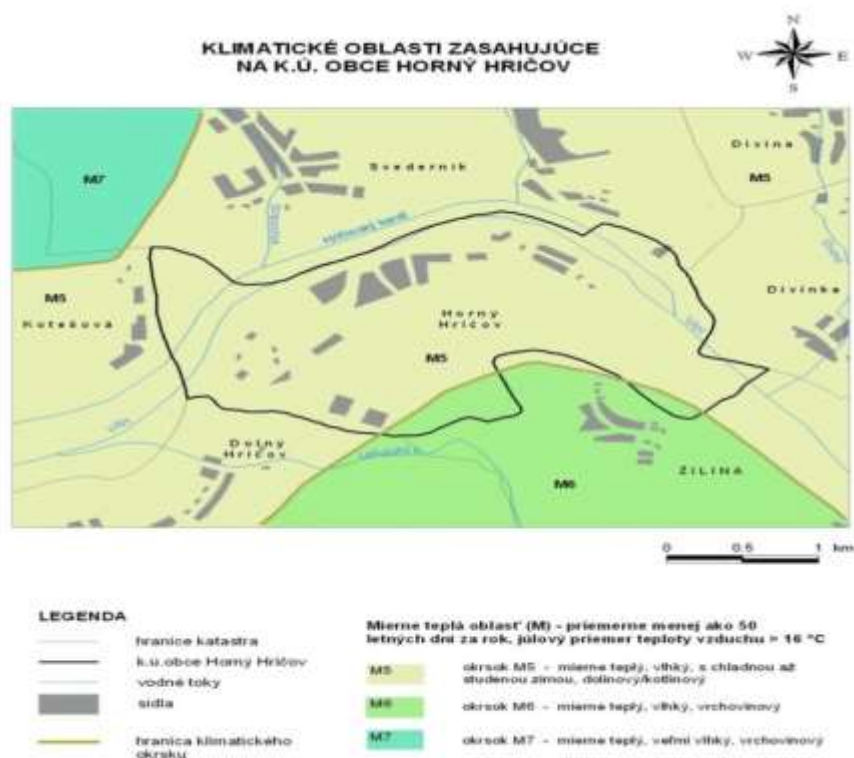 KLIMATICKÉ OBLASTI ZASAHUJÚCE
NA K.Ú. OBCE HORNÝ HRIČOV
N
W E
S
M7
Svederník
Divina
M5
Hričovský kanál
M5
Kotešová
Divinka
Horný
Hričov
M5
Váh
Váh
Dolný
Hričov
M6
ŽILINA
0 0.5 1 km
LEGENDA
hranice katastra
k.ú.obce Horný Hričov
vodné toky
sídla
hranica klimatického
okrsku
Mierne teplá oblasť (M) - priemerne menej ako 50
letných dní za rok, júlový priemer teploty vzduchu > 16 °C
M5 okrsok M5 - mierne teplý, vlhký, s chladnou až
studenou zimou, dolinový/kotlinový
M6 okrsok M6 - mierne teplý, vlhký, vrchovinový
M7 okrsok M7 - mierne teplý, veľmi vlhký, vrchovinový